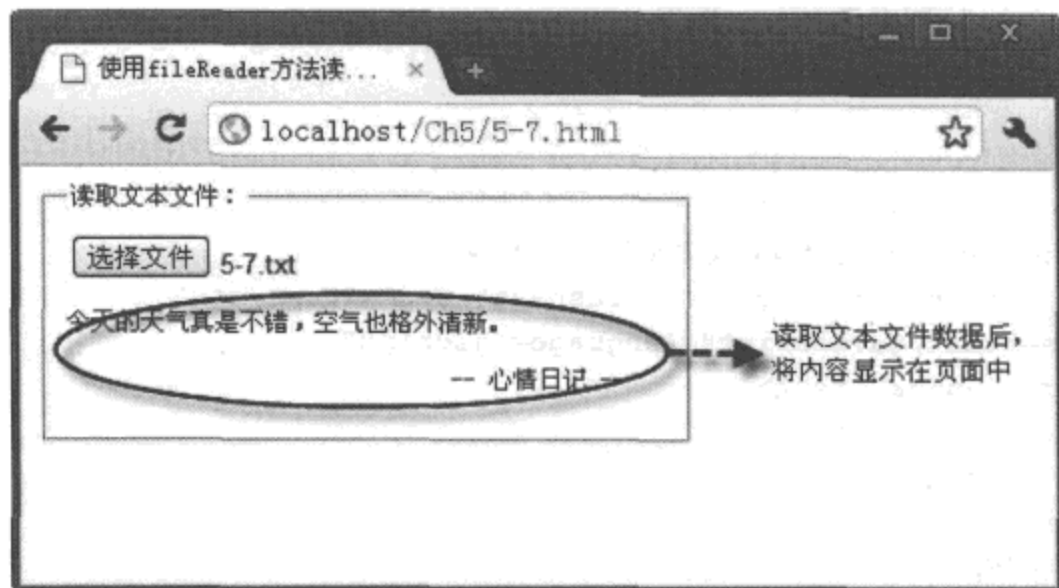 使用fileReader方法读...
localhost/Ch5/5-7.html
读取文本文件：
选择文件 5-7.txt
今天的天气真是不错，空气也格外清新。
-- 心情日记 --
读取文本文件数据后，
将内容显示在页面中